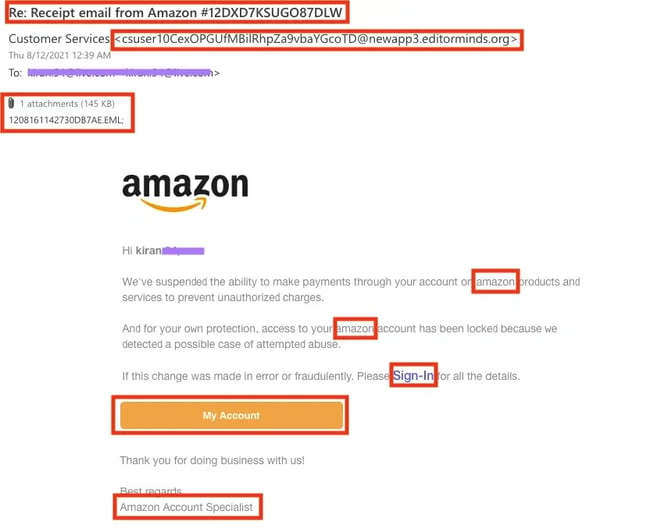 Re: Receipt email from Amazon #12DXD7KSUGO87DLW
Customer Services <csuser10CexOPGUfMBilRhpZa9vbaYGcoTD@newapp3.editorminds.org>
Thu 8/12/2021 12:39 AM
To:
1 attachments (145 KB)
1208161142730DB7AE.EML;
amazon
Hi kiran
We've suspended the ability to make payments through your account on amazon products and
services to prevent unauthorized charges.
And for your own protection, access to your amazon account has been locked because we
detected a possible case of attempted abuse.
If this change was made in error or fraudulently. Please Sign-In for all the details.
My Account
Thank you for doing business with us!
Best regards
Amazon Account Specialist